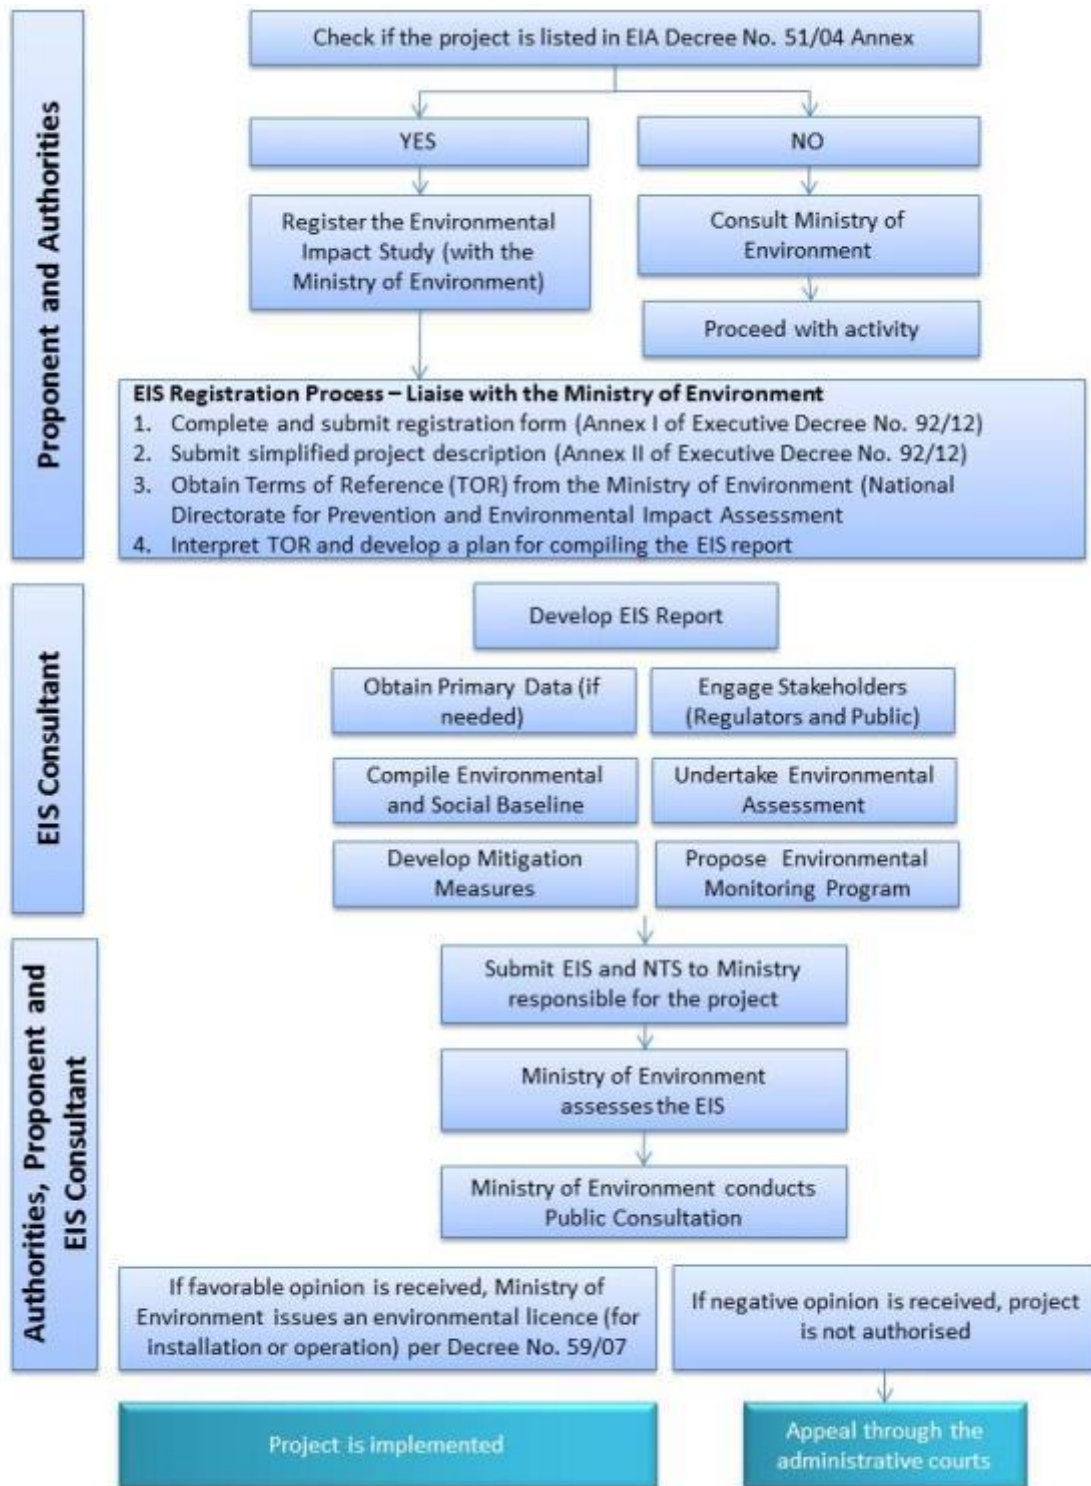 Proponent and Authorities
Check if the project is listed in EIA Decree No. 51/04 Annex
YES
NO
Register the Environmental
Impact Study (with the
Ministry of Environment)
Consult Ministry of
Environment
Proceed with activity
EIS Registration Process – Liaise with the Ministry of Environment
1. Complete and submit registration form (Annex I of Executive Decree No. 92/12)
2. Submit simplified project description (Annex II of Executive Decree No. 92/12)
3. Obtain Terms of Reference (TOR) from the Ministry of Environment (National
Directorate for Prevention and Environmental Impact Assessment
4. Interpret TOR and develop a plan for compiling the EIS report
EIS Consultant
Develop EIS Report
Obtain Primary Data (if
needed)
Engage Stakeholders
(Regulators and Public)
Compile Environmental
and Social Baseline
Undertake Environmental
Assessment
Develop Mitigation
Measures
Propose Environmental
Monitoring Program
Authorities, Proponent and
EIS Consultant
Submit EIS and NTS to Ministry
responsible for the project
Ministry of Environment
assesses the EIS
Ministry of Environment conducts
Public Consultation
If favorable opinion is received, Ministry of
Environment issues an environmental licence (for
installation or operation) per Decree No. 59/07
If negative opinion is received, project
is not authorised
Project is implemented
Appeal through the
administrative courts